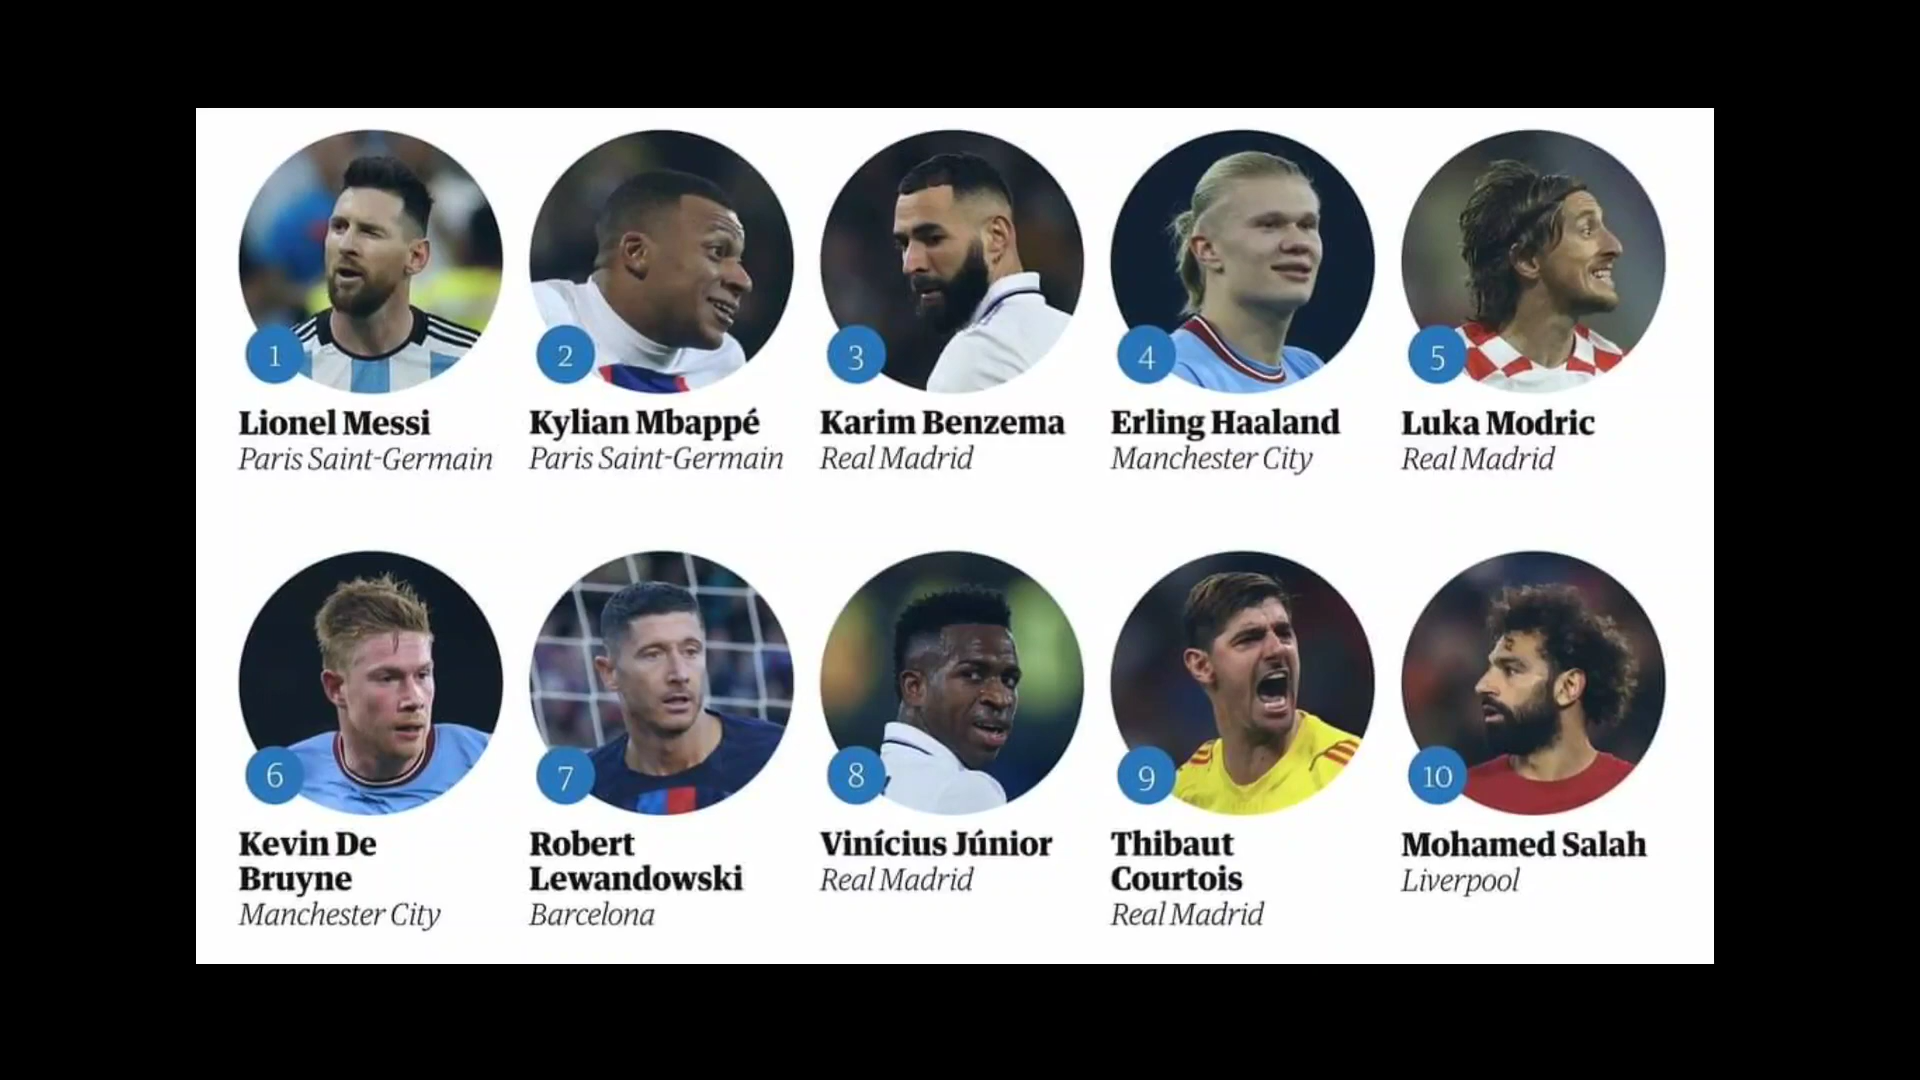 1
Lionel Messi
Paris Saint-Germain
2
Kylian Mbappé
Paris Saint-Germain
3
Karim Benzema
Real Madrid
4
Erling Haaland
Manchester City
5
Luka Modric
Real Madrid
6
Kevin De
Bruyne
Manchester City
7
Robert
Lewandowski
Barcelona
8
Vinícius Júnior
Real Madrid
9
Thibaut
Courtois
Real Madrid
10
Mohamed Salah
Liverpool